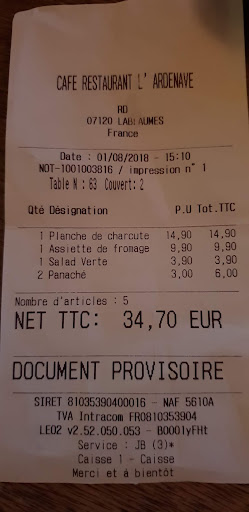 CAFE RESTAURANT L' ARDENAVE
RD
07120 LABEAUMES
France
Date : 01/08/2018 - 15:10
NOT-1001003816 / impression n° 1
Table N : 63 Couvert: 2
Qté Désignation P.U Tot.TTC
1 Planche de charcute 14,90 14,90
1 Assiette de fromage 9,90 9,90
1 Salad Verte 3,90 3,90
2 Panaché 3,00 6,00
Nombre d'articles : 5
NET TTC: 34,70 EUR
DOCUMENT PROVISOIRE
SIRET 81035390400016 - NAF 5610A
TVA Intracom FR0810353904
LEO2 v2.52.050.053 - B0001yFHt
Service : JB (3)*
Caisse 1 - Caisse
Merci et à bientôt